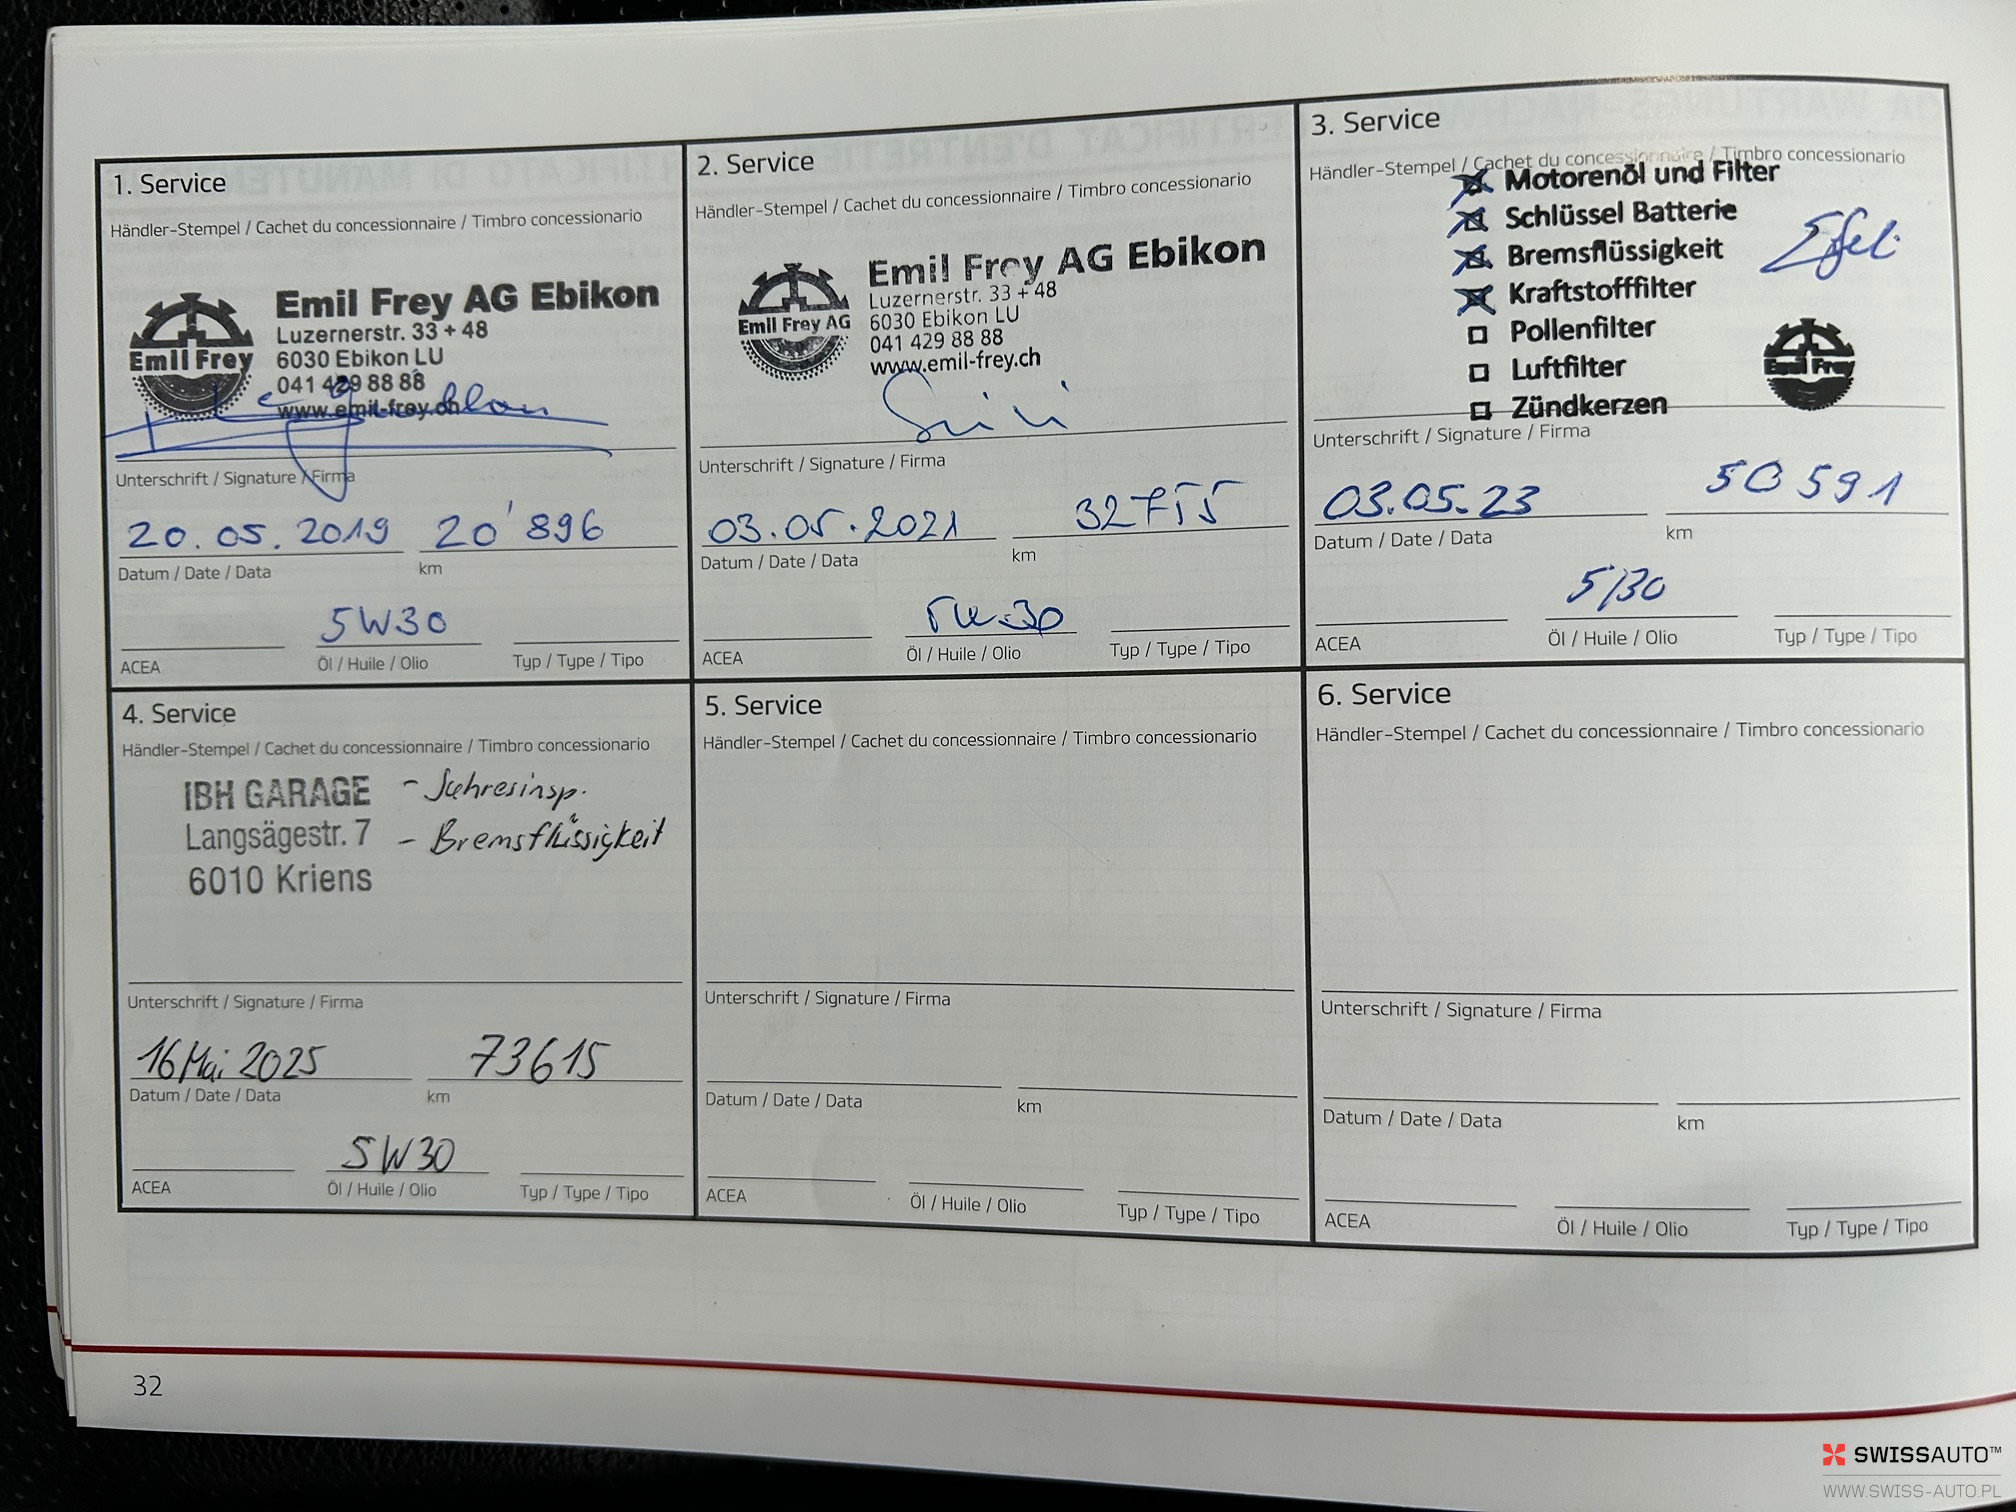 1. Service
Händler-Stempel / Cachet du concessionnaire / Timbro concessionario
Emil Frey
Emil Frey AG Ebikon
Luzernerstr. 33 + 48
6030 Ebikon LU
041 429 88 88
www.emil-frey.ch
Unterschrift / Signature / Firma
20.05.2019 20'896
Datum / Date / Data km
5W30
ACEA Öl / Huile / Olio Typ / Type / Tipo
2. Service
Händler-Stempel / Cachet du concessionnaire / Timbro concessionario
Emil Frey AG
Emil Frey AG Ebikon
Luzernerstr. 33 + 48
6030 Ebikon LU
041 429 88 88
www.emil-frey.ch
Unterschrift / Signature / Firma
03.05.2021 32755
Datum / Date / Data km
5W-30
ACEA Öl / Huile / Olio Typ / Type / Tipo
3. Service
Händler-Stempel / Cachet du concessionnaire / Timbro concessionario
Motorenöl und Filter
Schlüssel Batterie
Bremsflüssigkeit
Kraftstofffilter
Pollenfilter
Luftfilter
Zündkerzen
Emil Frey
Unterschrift / Signature / Firma
03.05.23 50591
Datum / Date / Data km
5/30
ACEA Öl / Huile / Olio Typ / Type / Tipo
4. Service
Händler-Stempel / Cachet du concessionnaire / Timbro concessionario
IBH GARAGE - Jahresinsp.
Langsägestr. 7 - Bremsflüssigkeit
6010 Kriens
Unterschrift / Signature / Firma
16 Mai 2025 73615
Datum / Date / Data km
5W30
ACEA Öl / Huile / Olio Typ / Type / Tipo
5. Service
Händler-Stempel / Cachet du concessionnaire / Timbro concessionario
Unterschrift / Signature / Firma
Datum / Date / Data km
ACEA Öl / Huile / Olio Typ / Type / Tipo
6. Service
Händler-Stempel / Cachet du concessionnaire / Timbro concessionario
Unterschrift / Signature / Firma
Datum / Date / Data km
ACEA Öl / Huile / Olio Typ / Type / Tipo
32
SWISSAUTO™
WWW.SWISS-AUTO.PL